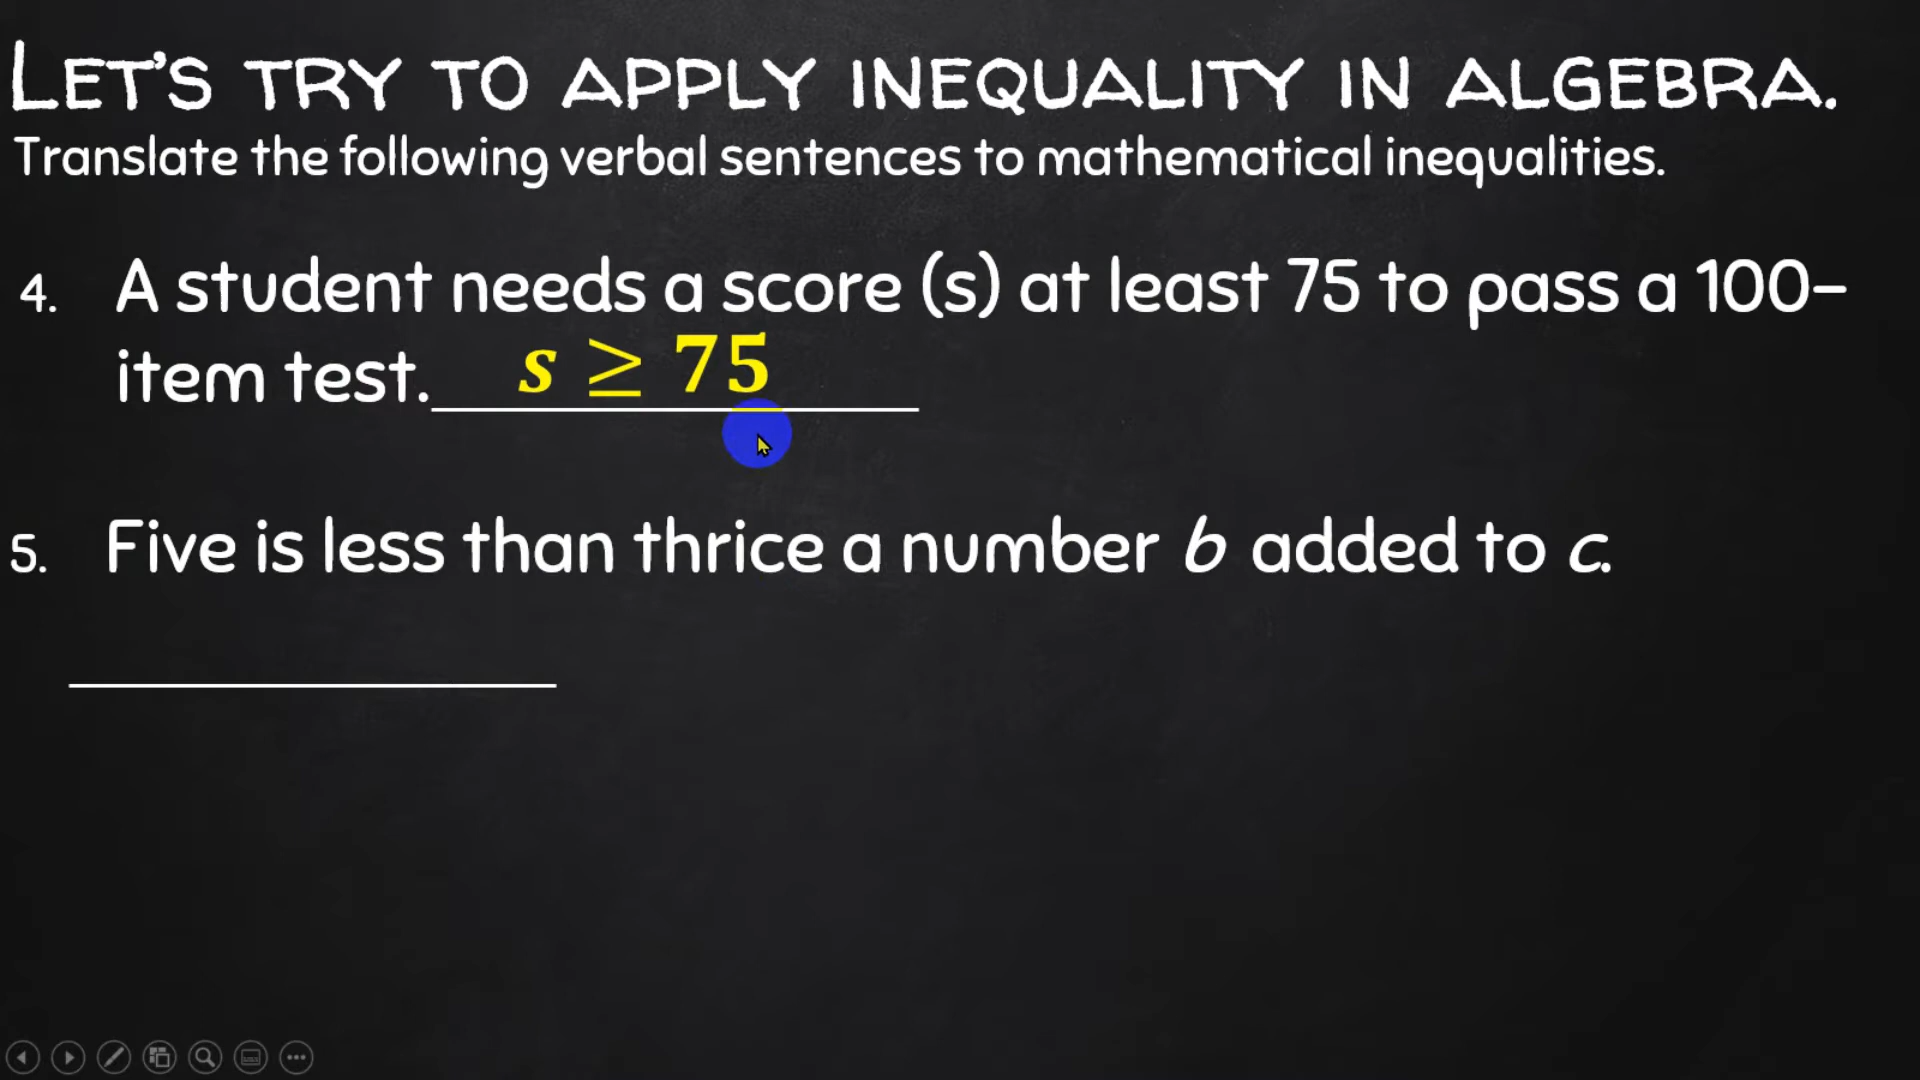 LET'S TRY TO APPLY INEQUALITY IN ALGEBRA.
Translate the following verbal sentences to mathematical inequalities.
4. A student needs a score (s) at least 75 to pass a 100-
item test. s ≥ 75
5. Five is less than thrice a number b added to c.